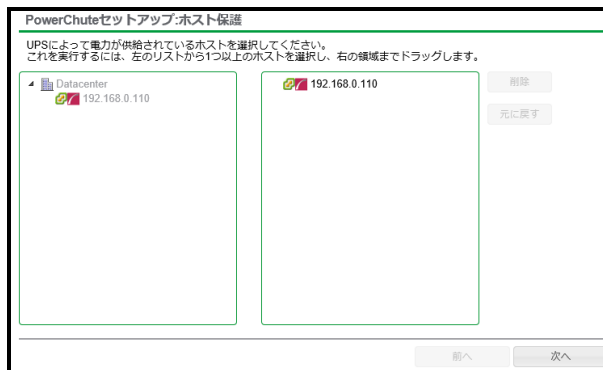 PowerChuteセットアップ:ホスト保護
UPSによって電力が供給されているホストを選択してください。
これを実行するには、左のリストから1つ以上のホストを選択し、右の領域までドラッグします。
Datacenter
192.168.0.110
192.168.0.110
削除
元に戻す
前へ
次へ